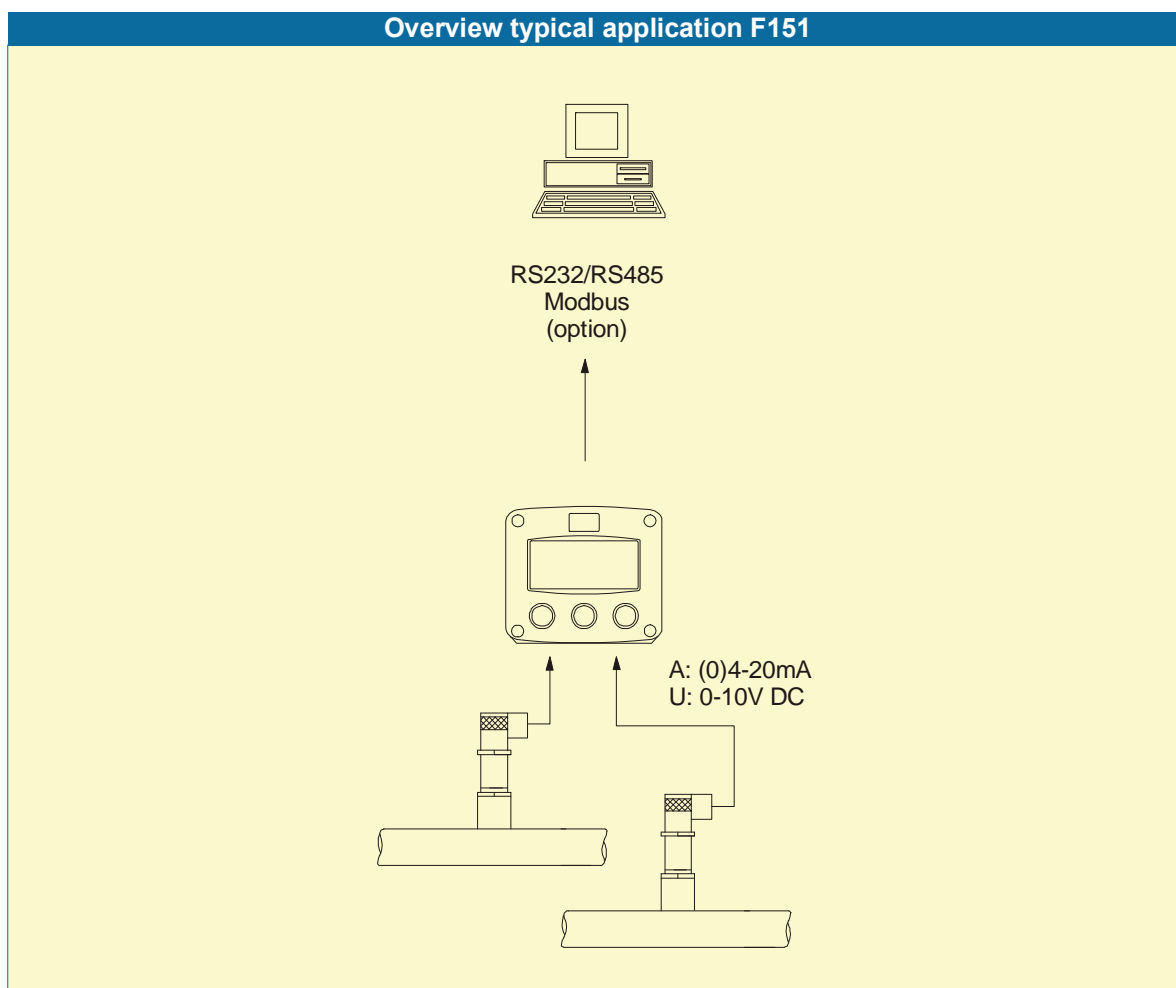 Overview typical application F151
RS232/RS485
Modbus
(option)
A: (0)4-20mA
U: 0-10V DC